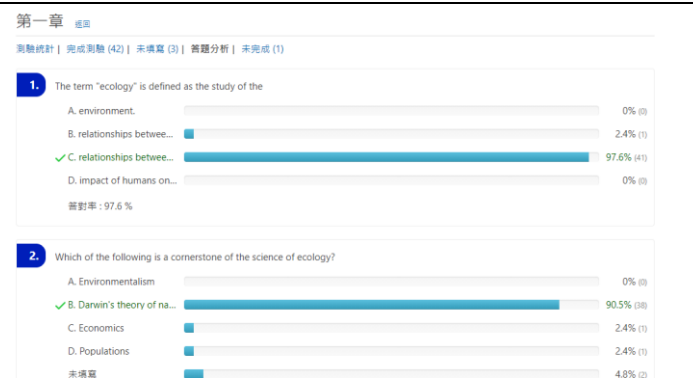 第一章 返回
測驗統計 | 完成測驗 (42) | 未填寫 (3) | 答題分析 | 未完成 (1)
1. The term "ecology" is defined as the study of the
A. environment. 0% (0)
B. relationships betwee... 2.4% (1)
C. relationships betwee... 97.6% (41)
D. impact of humans on... 0% (0)
答對率 : 97.6 %
2. Which of the following is a cornerstone of the science of ecology?
A. Environmentalism 0% (0)
B. Darwin's theory of na... 90.5% (38)
C. Economics 2.4% (1)
D. Populations 2.4% (1)
未填寫 4.8% (2)